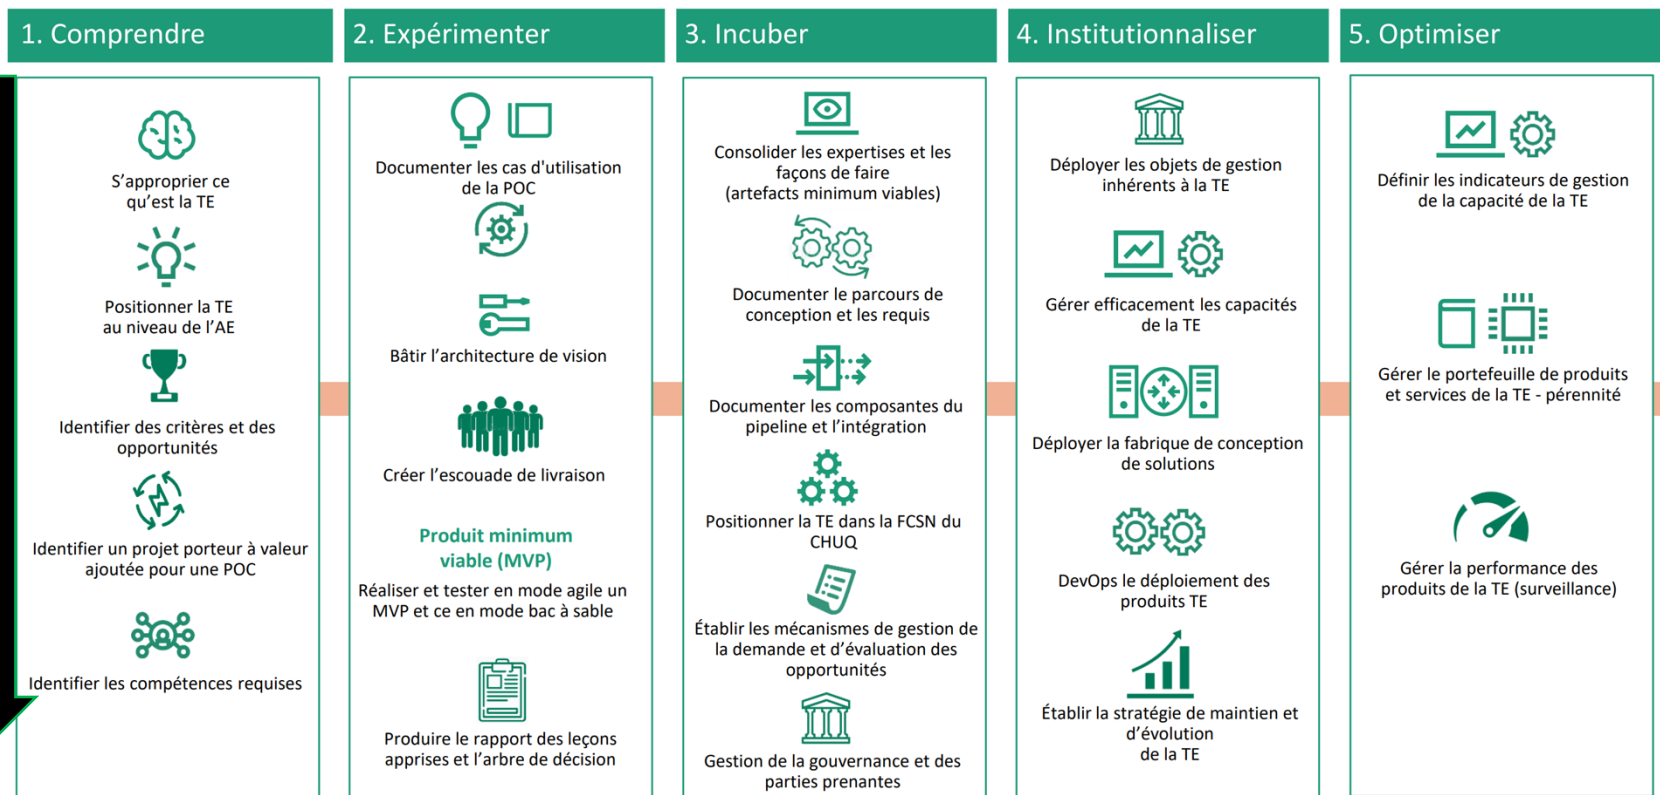 1. Comprendre
S’approprier ce
qu’est la TE
Positionner la TE
au niveau de l’AE
Identifier des critères et des
opportunités
Identifier un projet porteur à valeur
ajoutée pour une POC
Identifier les compétences requises
2. Expérimenter
Documenter les cas d'utilisation
de la POC
Bâtir l’architecture de vision
Créer l’escouade de livraison
Produit minimum
viable (MVP)
Réaliser et tester en mode agile un
MVP et ce en mode bac à sable
Produire le rapport des leçons
apprises et l’arbre de décision
3. Incuber
Consolider les expertises et les
façons de faire
(artefacts minimum viables)
Documenter le parcours de
conception et les requis
Documenter les composantes du
pipeline et l’intégration
Positionner la TE dans la FCSN du
CHUQ
Établir les mécanismes de gestion de
la demande et d’évaluation des
opportunités
Gestion de la gouvernance et des
parties prenantes
4. Institutionnaliser
Déployer les objets de gestion
inhérents à la TE
Gérer efficacement les capacités
de la TE
Déployer la fabrique de conception
de solutions
DevOps le déploiement des
produits TE
Établir la stratégie de maintien et
d’évolution
de la TE
5. Optimiser
Définir les indicateurs de gestion
de la capacité de la TE
Gérer le portefeuille de produits
et services de la TE - pérennité
Gérer la performance des
produits de la TE (surveillance)